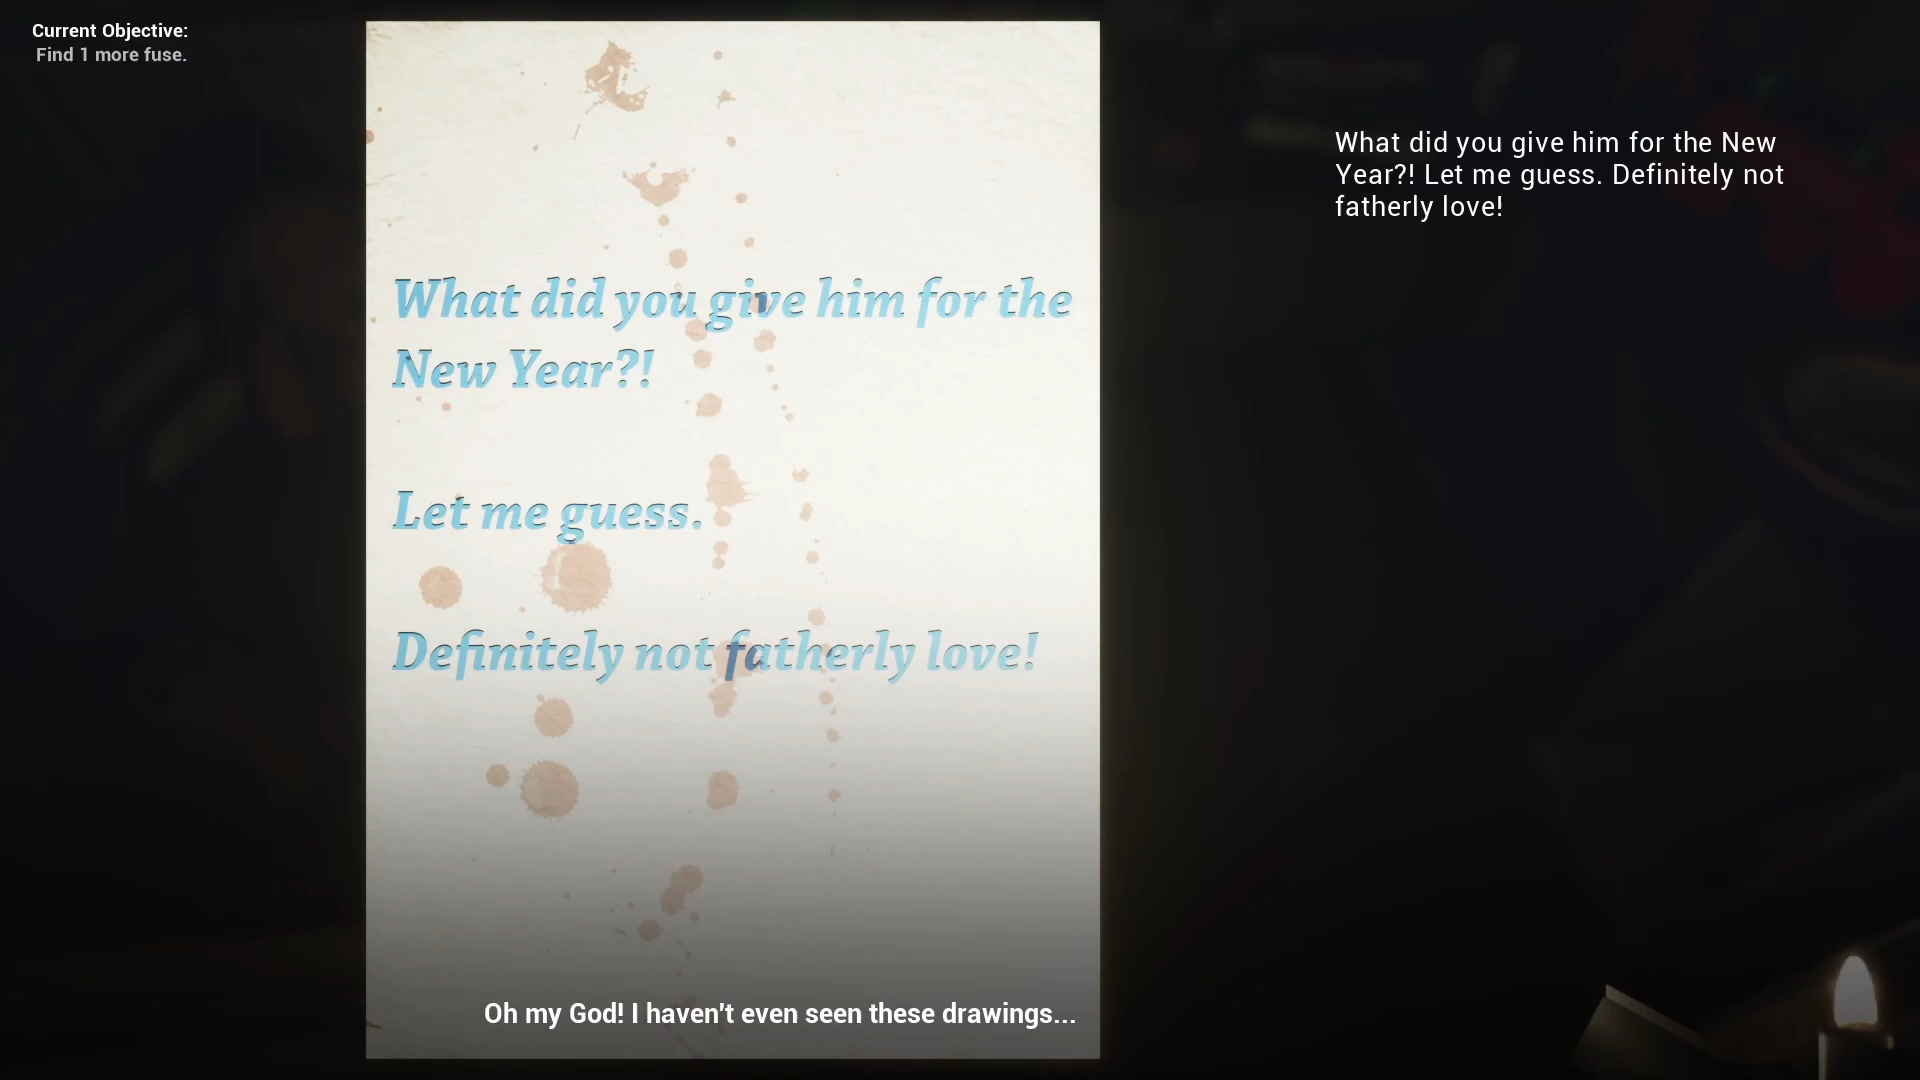 Current Objective:
Find 1 more fuse.
What did you give him for the
New Year?!
Let me guess.
Definitely not fatherly love!
What did you give him for the New
Year?! Let me guess. Definitely not
fatherly love!
Oh my God! I haven't even seen these drawings...